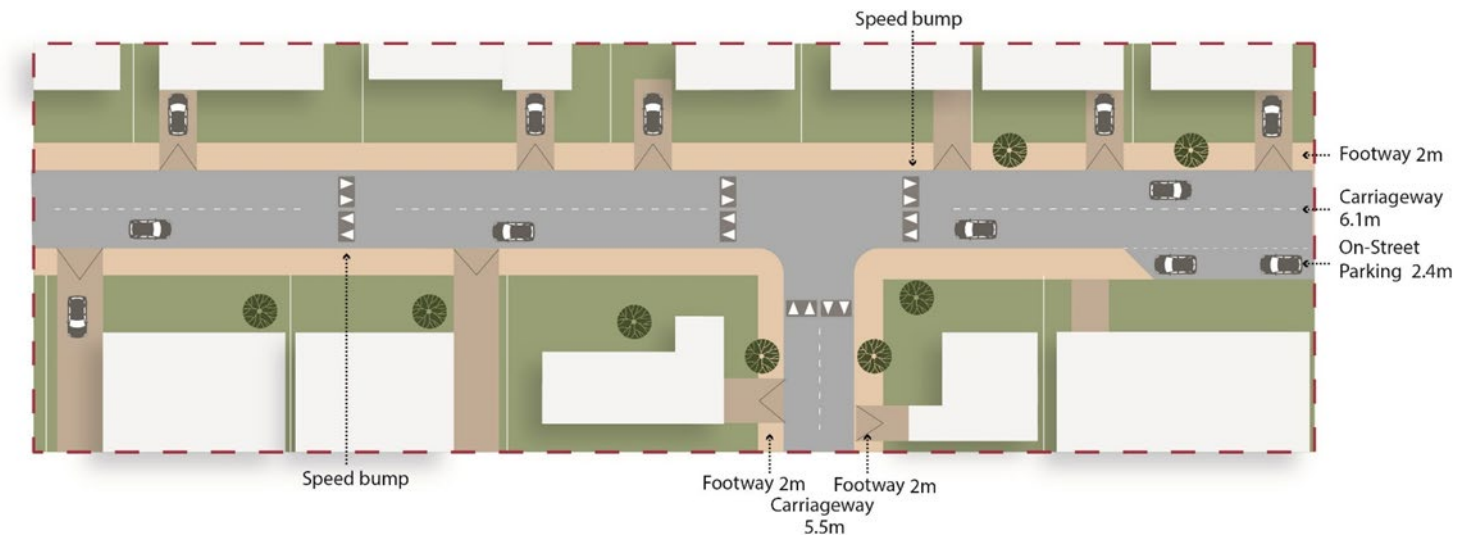 Speed bump
Footway 2m
Carriageway
6.1m
On-Street
Parking 2.4m
Speed bump
Footway 2m
Footway 2m
Carriageway
5.5m